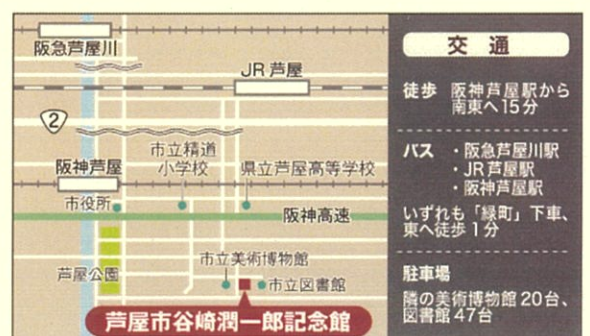 阪急芦屋川
JR 芦屋
2
市立精道
小学校
県立芦屋高等学校
阪神芦屋
市役所
阪神高速
市立美術博物館
芦屋公園
市立図書館
芦屋市谷崎潤一郎記念館
交通
徒歩 阪神芦屋駅から
南東へ15分
バス ・阪急芦屋川駅
・JR芦屋駅
・阪神芦屋駅
いずれも「緑町」下車、
東へ徒歩1分
駐車場
隣の美術博物館20台、
図書館47台